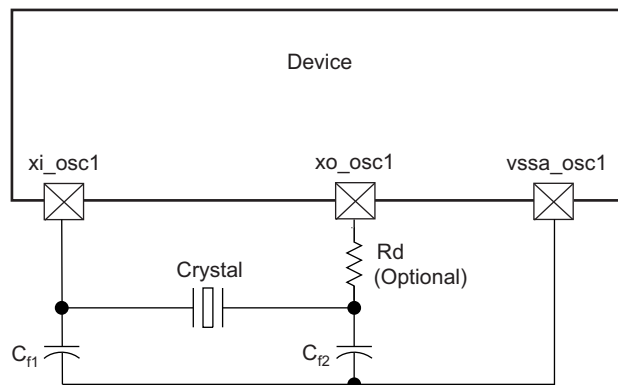 Device
xi_osc1
xo_osc1
vssa_osc1
Rd
(Optional)
Crystal
Cf1
Cf2